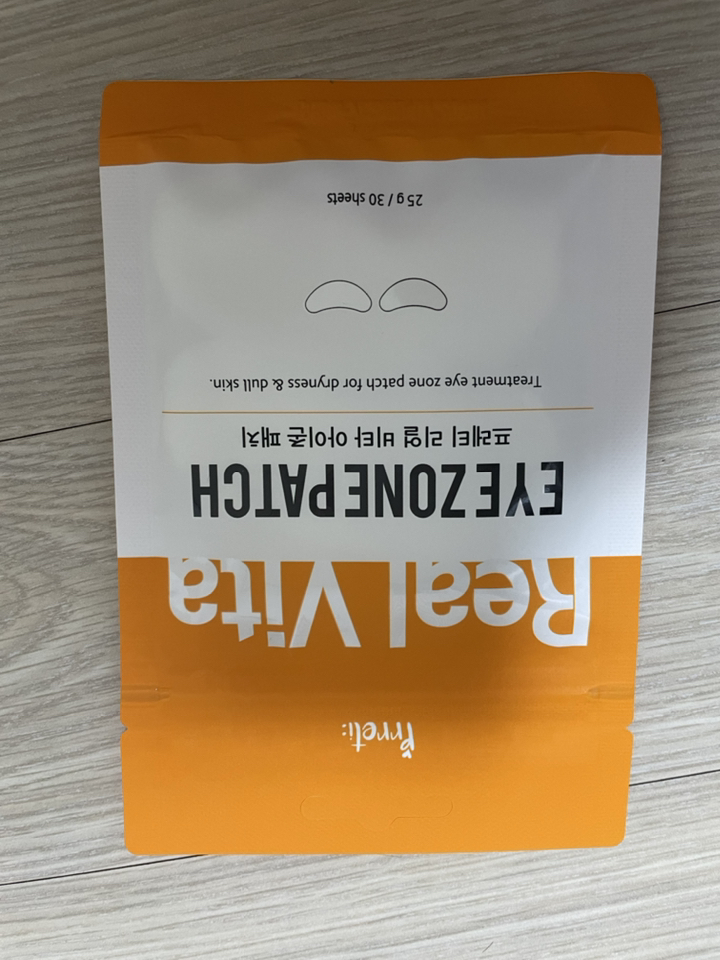 Prreti:
Real Vita
EYE ZONE PATCH
프레티 리얼 비타 아이존 패치
Treatment eye zone patch for dryness & dull skin.
25 g / 30 sheets